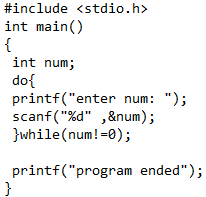 #include <stdio.h>
int main()
{
int num;
do{
printf("enter num: ");
scanf("%d" ,&num);
}while(num!=0);
printf("program ended");
}